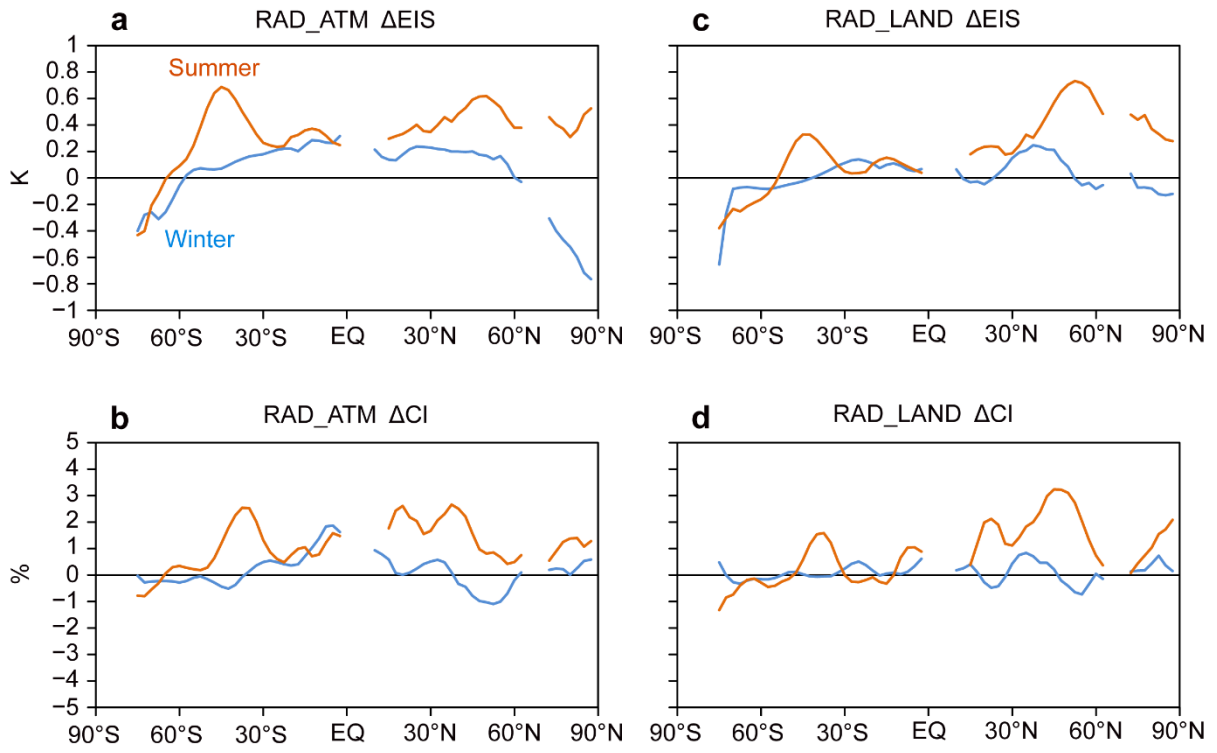 a RAD_ATM ΔEIS
1
0.8
0.6
0.4
0.2
0
−0.2
−0.4
−0.6
−0.8
−1
K
Summer
Winter
90°S 60°S 30°S EQ 30°N 60°N 90°N
c RAD_LAND ΔEIS
90°S 60°S 30°S EQ 30°N 60°N 90°N
b RAD_ATM ΔCI
5
4
3
2
1
0
−1
−2
−3
−4
−5
%
90°S 60°S 30°S EQ 30°N 60°N 90°N
d RAD_LAND ΔCI
90°S 60°S 30°S EQ 30°N 60°N 90°N